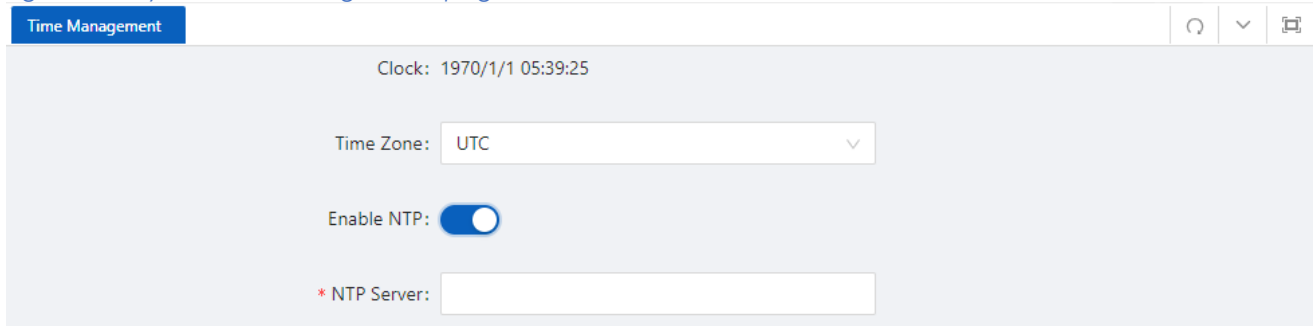 Time Management
Clock: 1970/1/1 05:39:25
Time Zone: UTC
Enable NTP:
* NTP Server: